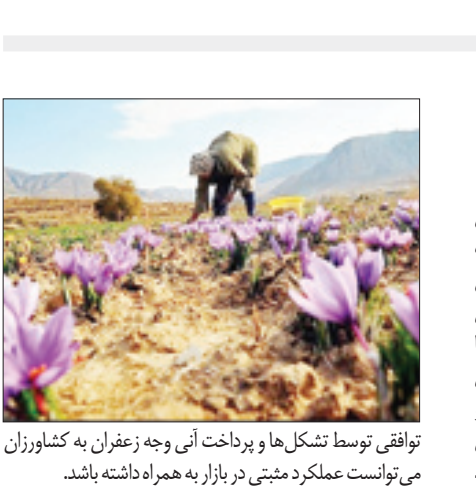 توافقی توسط تشکل‌ها و پرداخت آنی وجه زعفران به کشاورزان
می‌توانست عملکرد مثبتی در بازار به همراه داشته باشد.